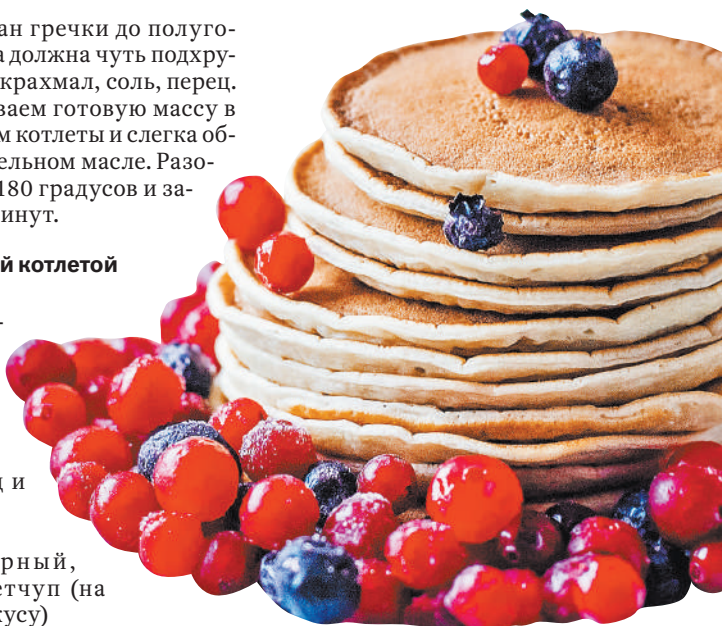 ан гречки до полуго-
а должна чуть подхру-
крахмал, соль, перец.
ваем готовую массу в
м котлеты и слегка об-
ельном масле. Разо-
180 градусов и за-
инут.
й котлетой
-
д и
рный,
етчуп (на
кусу)